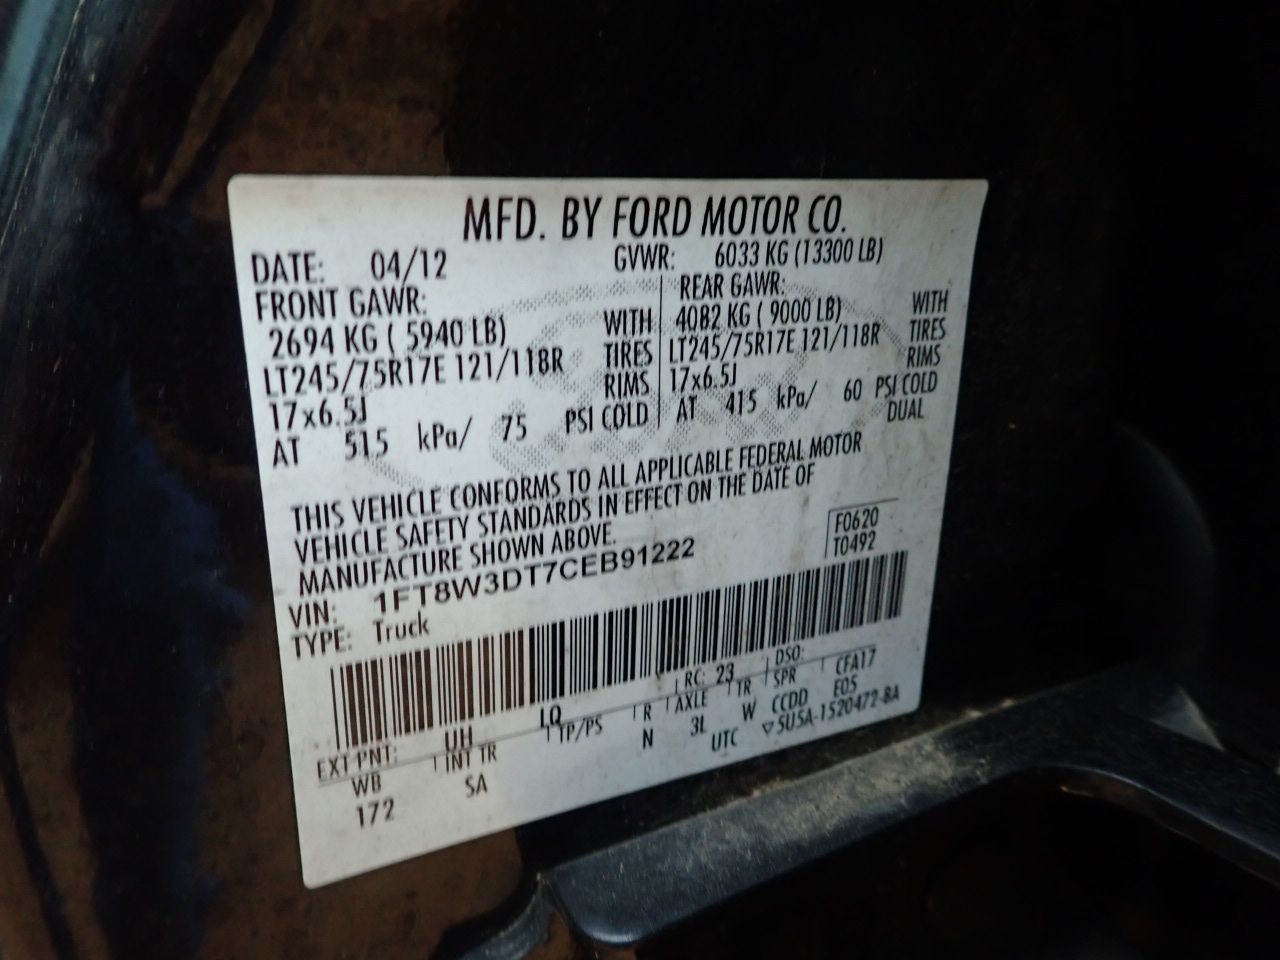 MFD. BY FORD MOTOR CO.
DATE: 04/12 GVWR: 6033 KG (13300 LB)
FRONT GAWR: REAR GAWR:
2694 KG ( 5940 LB) WITH 4082 KG ( 9000 LB) WITH
LT245/75R17E 121/118R TIRES LT245/75R17E 121/118R TIRES
17x6.5J RIMS 17x6.5J RIMS
AT 515 kPa/ 75 PSI COLD AT 415 kPa/ 60 PSI COLD
DUAL
THIS VEHICLE CONFORMS TO ALL APPLICABLE FEDERAL MOTOR
VEHICLE SAFETY STANDARDS IN EFFECT ON THE DATE OF
MANUFACTURE SHOWN ABOVE.
F0620
T0492
VIN: 1FT8W3DT7CEB91222
TYPE: Truck
EXT PNT: UH LQ RC: 23 DSO:
WB INT TR TP/PS R AXLE TR SPR CFA17
172 SA N 3L W CCDD E05
UTC ▽5U5A-1520472-BA